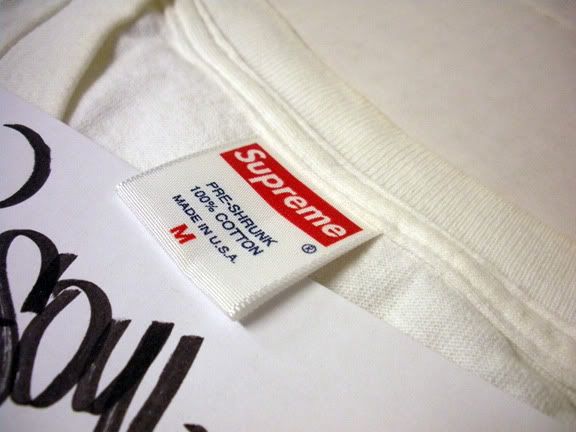 Supreme®
PRE-SHRUNK
100% COTTON
MADE IN U.S.A.
M